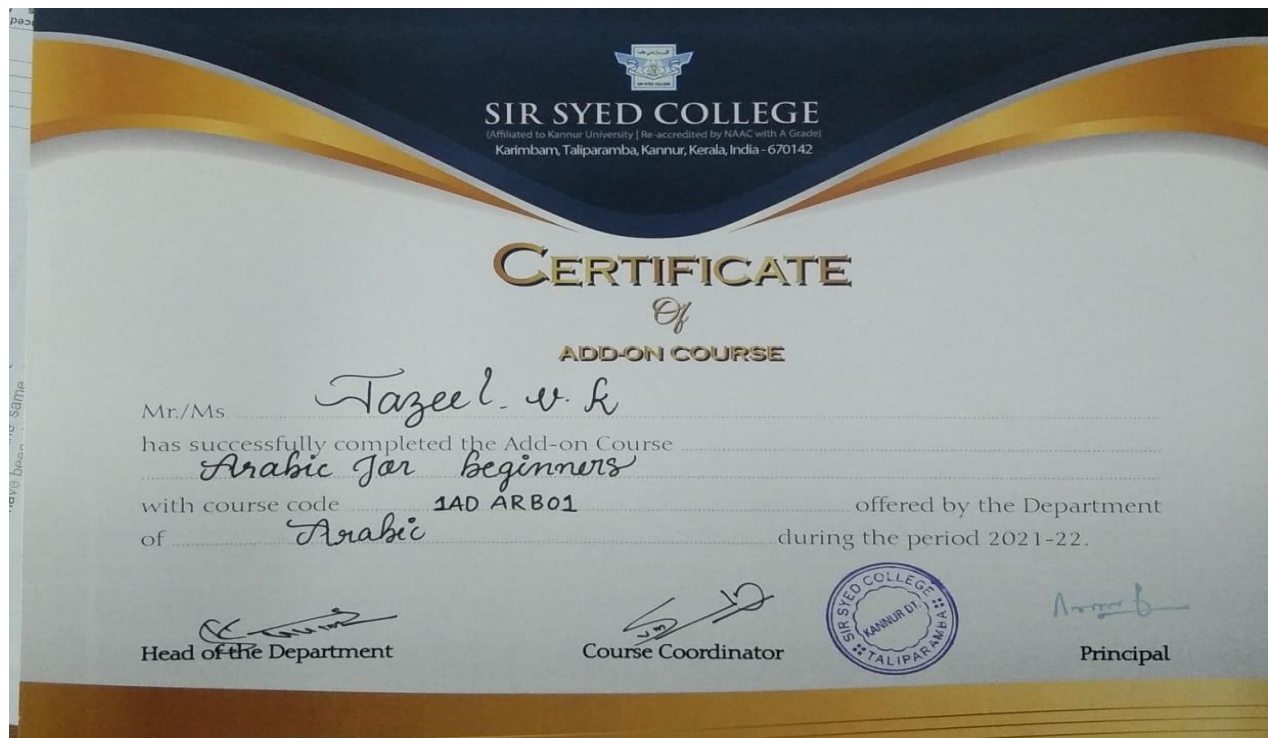 SIR SYED COLLEGE
(Affiliated to Kannur University | Re-accredited by NAAC with A Grade)
Karimbam, Taliparamba, Kannur, Kerala, India - 670142
CERTIFICATE
Of
ADD-ON COURSE
Mr./Ms Tazeel. v. k
has successfully completed the Add-on Course
Arabic for beginners
with course code 1AD ARB01 offered by the Department
of Arabic during the period 2021-22.
SIR SYED COLLEGE
KANNUR DT.
TALIPARAMBA
Head of the Department Course Coordinator Principal
same